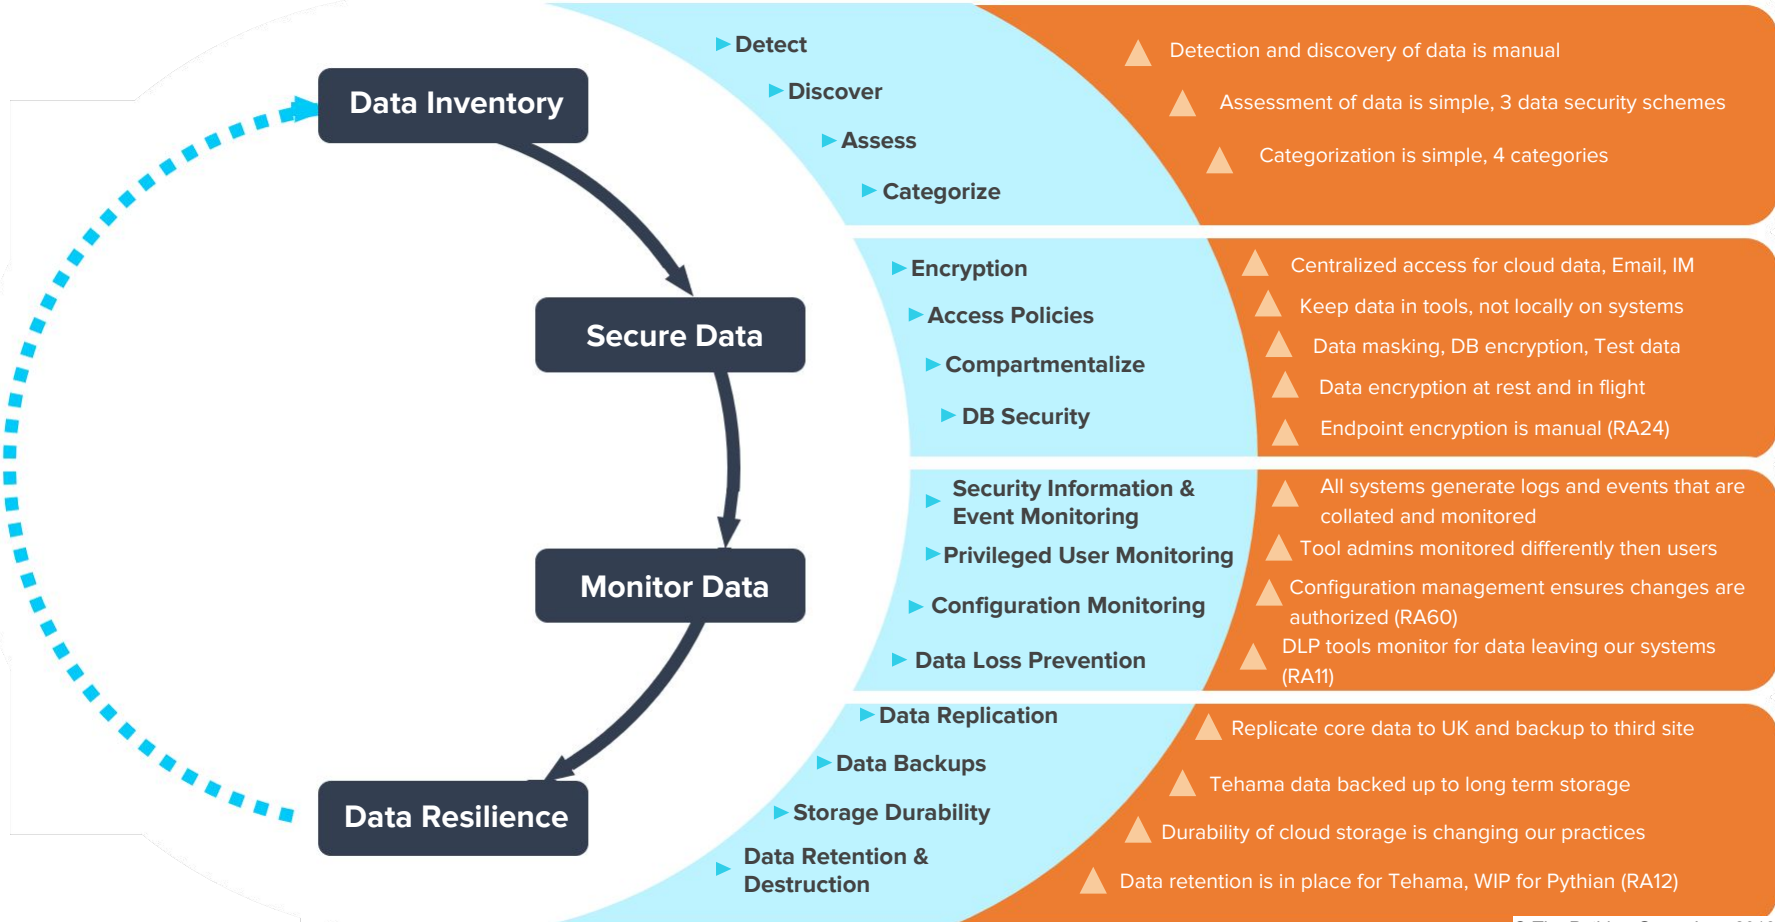 Data Inventory
Detect
Discover
Assess
Categorize
Detection and discovery of data is manual
Assessment of data is simple, 3 data security schemes
Categorization is simple, 4 categories
Secure Data
Encryption
Access Policies
Compartmentalize
DB Security
Centralized access for cloud data, Email, IM
Keep data in tools, not locally on systems
Data masking, DB encryption, Test data
Data encryption at rest and in flight
Endpoint encryption is manual (RA24)
Monitor Data
Security Information &
Event Monitoring
Privileged User Monitoring
Configuration Monitoring
Data Loss Prevention
All systems generate logs and events that are
collated and monitored
Tool admins monitored differently then users
Configuration management ensures changes are
authorized (RA60)
DLP tools monitor for data leaving our systems
(RA11)
Data Resilience
Data Replication
Data Backups
Storage Durability
Data Retention &
Destruction
Replicate core data to UK and backup to third site
Tehama data backed up to long term storage
Durability of cloud storage is changing our practices
Data retention is in place for Tehama, WIP for Pythian (RA12)